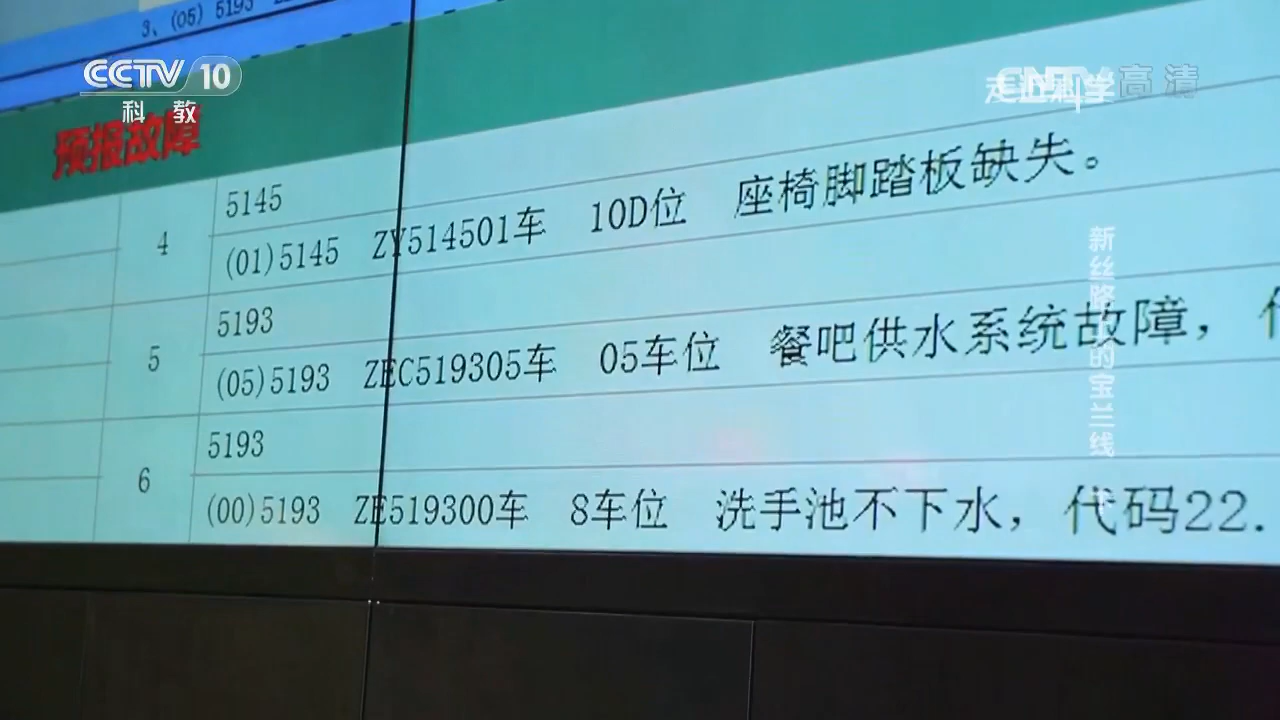 3、(05) 5193
CCTV 10
科教
走近科学
CNTV高清
预报故障
4
5145
(01)5145 ZY514501车 10D位 座椅脚踏板缺失。
5
5193
(05)5193 ZEC519305车 05车位 餐吧供水系统故障，
6
5193
(00)5193 ZE519300车 8车位 洗手池不下水，代码22.
新丝路上的宝兰线